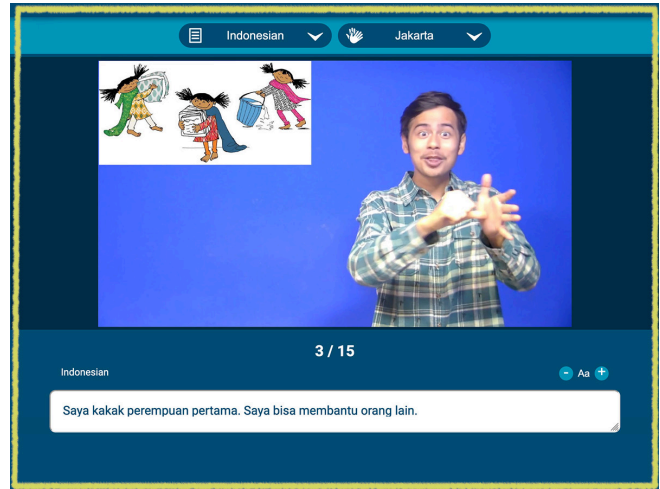 Indonesian
Jakarta
3 / 15
Indonesian
- Aa +
Saya kakak perempuan pertama. Saya bisa membantu orang lain.